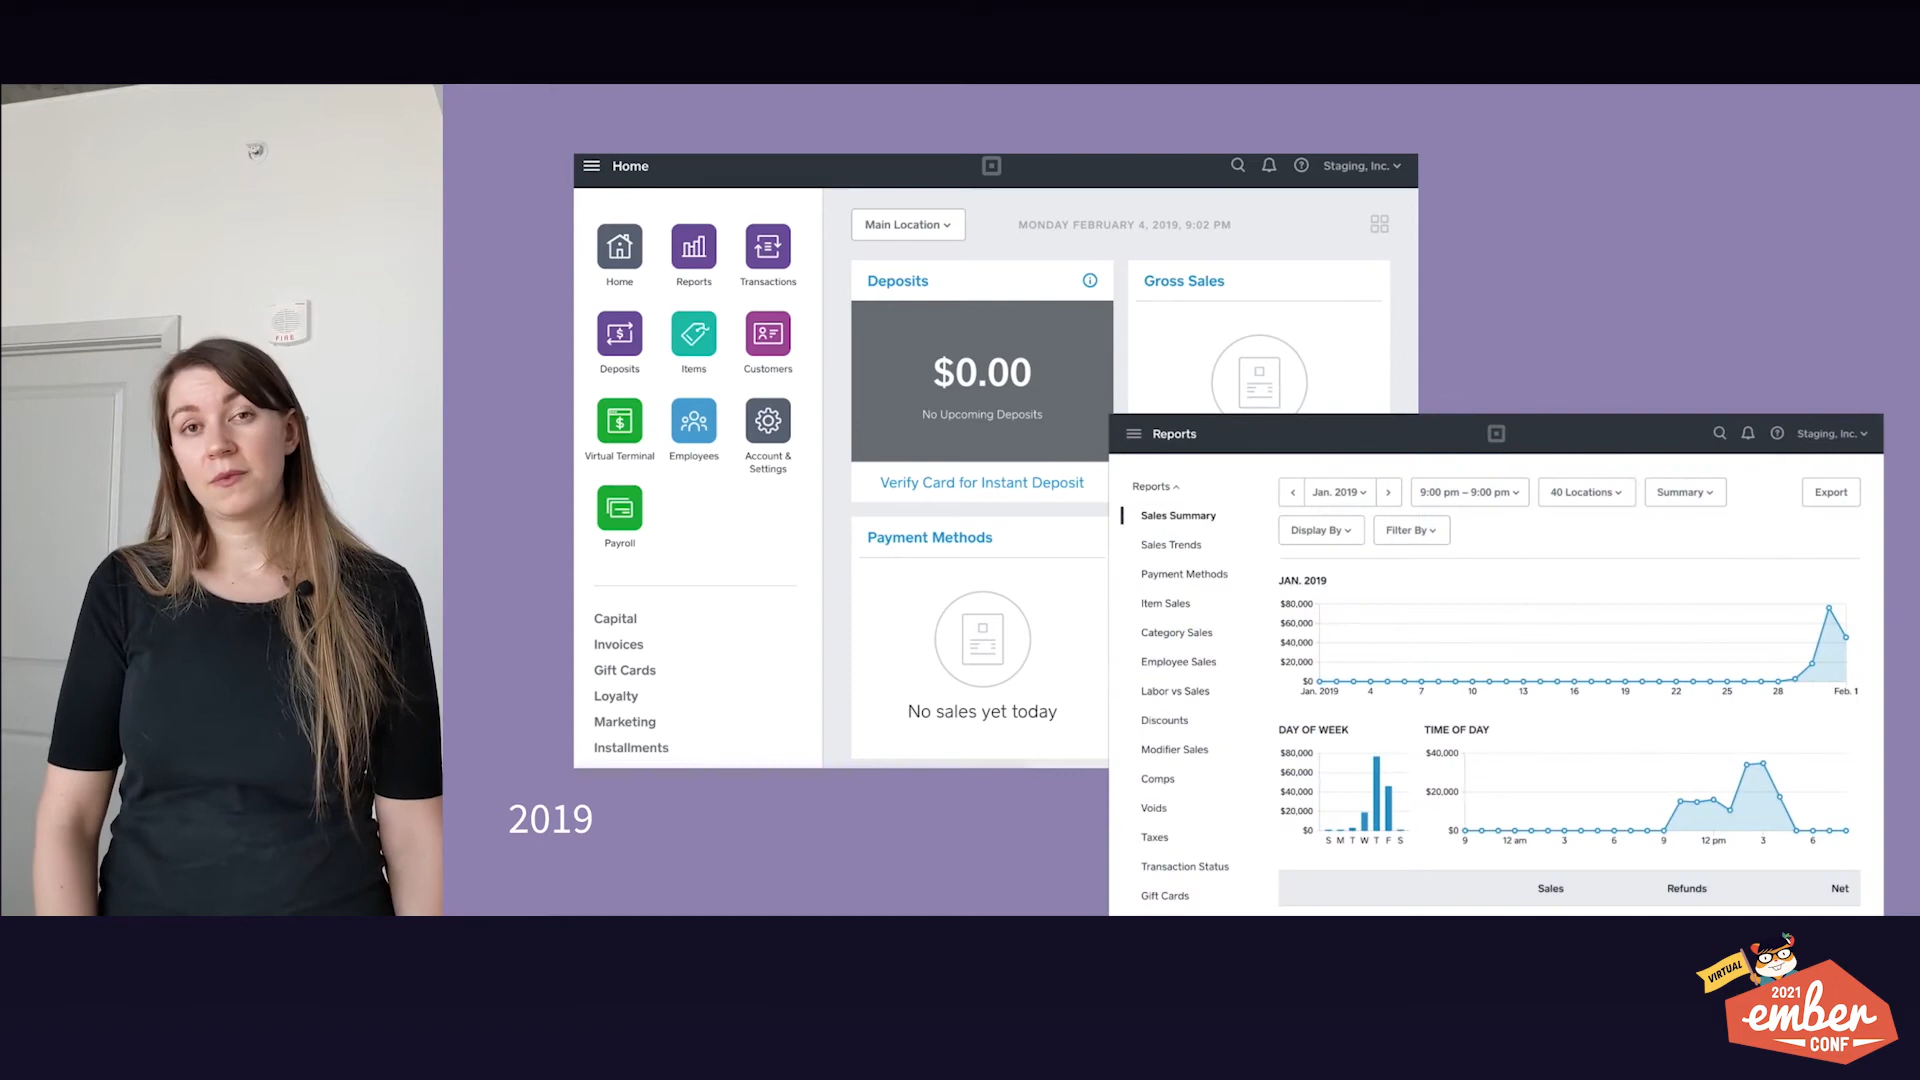 FIRE
Home
Staging, Inc.
Home
Reports
Transactions
Deposits
Items
Customers
Virtual Terminal
Employees
Account &
Settings
Payroll
Capital
Invoices
Gift Cards
Loyalty
Marketing
Installments
Main Location
MONDAY FEBRUARY 4, 2019, 9:02 PM
Deposits
$0.00
No Upcoming Deposits
Verify Card for Instant Deposit
Gross Sales
Payment Methods
No sales yet today
Reports
Staging, Inc.
Reports
Sales Summary
Sales Trends
Payment Methods
Item Sales
Category Sales
Employee Sales
Labor vs Sales
Discounts
Modifier Sales
Comps
Voids
Taxes
Transaction Status
Gift Cards
Jan. 2019
9:00 pm – 9:00 pm
40 Locations
Summary
Export
Display By
Filter By
JAN. 2019
$80,000
$60,000
$40,000
$20,000
$0
Jan. 2019 4 7 10 13 16 19 22 25 28 Feb. 1
DAY OF WEEK
$80,000
$60,000
$40,000
$20,000
$0
S M T W T F S
TIME OF DAY
$40,000
$20,000
$0
9 12 am 3 6 9 12 pm 3 6
Sales Refunds Net
2019
VIRTUAL
2021
ember
CONF